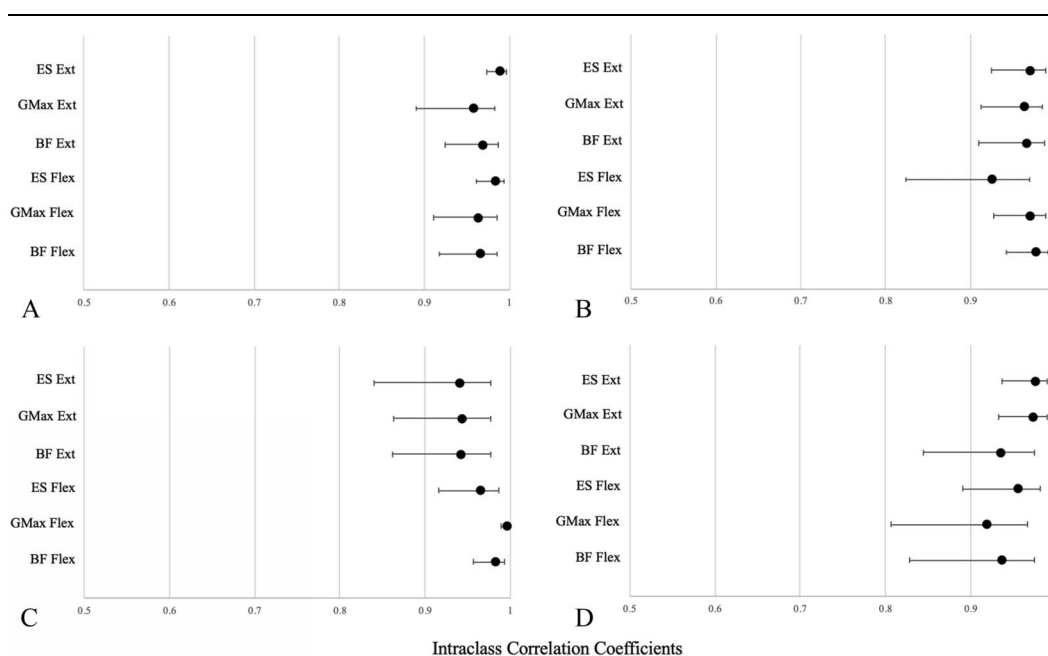 ES Ext
GMax Ext
BF Ext
ES Flex
GMax Flex
BF Flex
0.5 0.6 0.7 0.8 0.9 1
A
ES Ext
GMax Ext
BF Ext
ES Flex
GMax Flex
BF Flex
0.5 0.6 0.7 0.8 0.9
B
ES Ext
GMax Ext
BF Ext
ES Flex
GMax Flex
BF Flex
0.5 0.6 0.7 0.8 0.9 1
C
ES Ext
GMax Ext
BF Ext
ES Flex
GMax Flex
BF Flex
0.5 0.6 0.7 0.8 0.9
D
Intraclass Correlation Coefficients